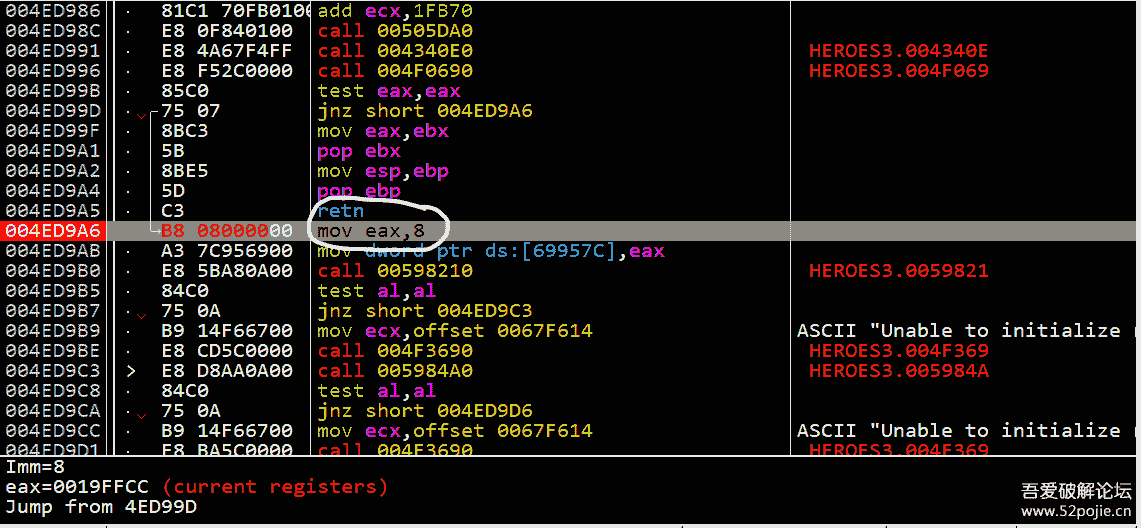 004ED986 · 81C1 70FB0100 add ecx,1FB70
004ED98C · E8 0F840100 call 00505DA0
004ED991 · E8 4A67F4FF call 004340E0 HEROES3.004340E
004ED996 · E8 F52C0000 call 004F0690 HEROES3.004F069
004ED99B · 85C0 test eax,eax
004ED99D · 75 07 jnz short 004ED9A6
004ED99F · 8BC3 mov eax,ebx
004ED9A1 · 5B pop ebx
004ED9A2 · 8BE5 mov esp,ebp
004ED9A4 · 5D pop ebp
004ED9A5 · C3 retn
004ED9A6 · B8 08000000 mov eax,8
004ED9AB · A3 7C956900 mov dword ptr ds:[69957C],eax
004ED9B0 · E8 5BA80A00 call 00598210 HEROES3.0059821
004ED9B5 · 84C0 test al,al
004ED9B7 · 75 0A jnz short 004ED9C3
004ED9B9 · B9 14F66700 mov ecx,offset 0067F614 ASCII "Unable to initialize
004ED9BE · E8 CD5C0000 call 004F3690 HEROES3.004F369
004ED9C3 > E8 D8AA0A00 call 005984A0 HEROES3.005984A
004ED9C8 · 84C0 test al,al
004ED9CA · 75 0A jnz short 004ED9D6
004ED9CC · B9 14F66700 mov ecx,offset 0067F614 ASCII "Unable to initialize
004ED9D1 · E8 BA5C0000 call 004F3690 HEROES3.004F369
Imm=8
eax=0019FFCC (current registers)
Jump from 4ED99D
吾爱破解论坛
www.52pojie.cn